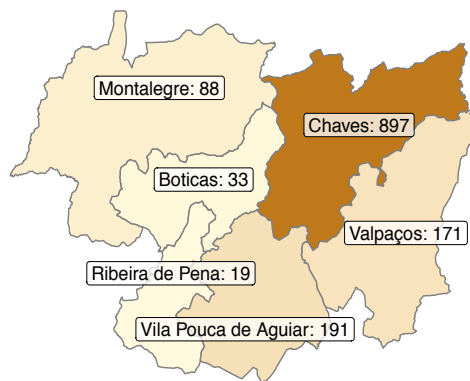 Montalegre: 88
Chaves: 897
Boticas: 33
Valpaços: 171
Ribeira de Pena: 19
Vila Pouca de Aguiar: 191